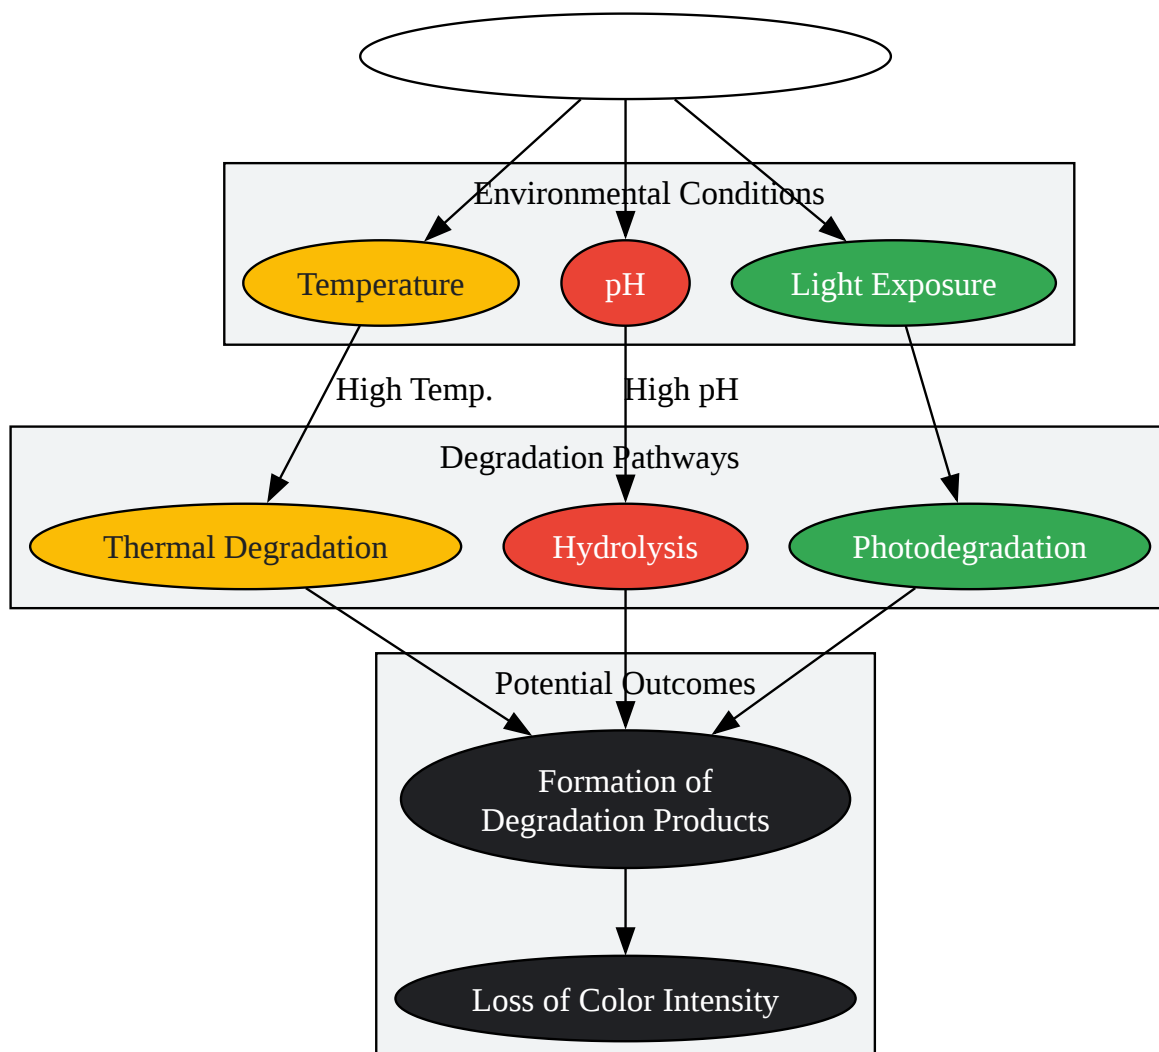 Environmental Conditions
Temperature
pH
Light Exposure
High Temp.
High pH
Degradation Pathways
Thermal Degradation
Hydrolysis
Photodegradation
Potential Outcomes
Formation of
Degradation Products
Loss of Color Intensity